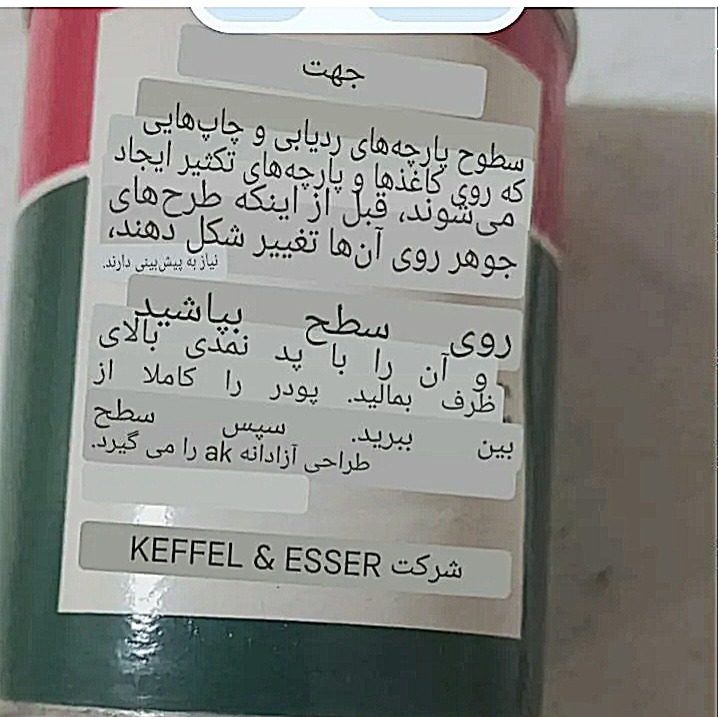 جهت
سطوح پارچه‌های ردیابی و چاپ‌هایی
که روی کاغذها و پارچه‌های تکثیر ایجاد
می‌شوند، قبل از اینکه طرح‌های
جوهر روی آن‌ها تغییر شکل دهند،
نیاز به پیش‌بینی دارند.
روی سطح بپاشید
و آن را با پد نمدی بالای
ظرف بمالید. پودر را کاملا از
بین ببرید. سپس سطح
طراحی آزادانه ak را می گیرد.
شرکت KEFFEL & ESSER